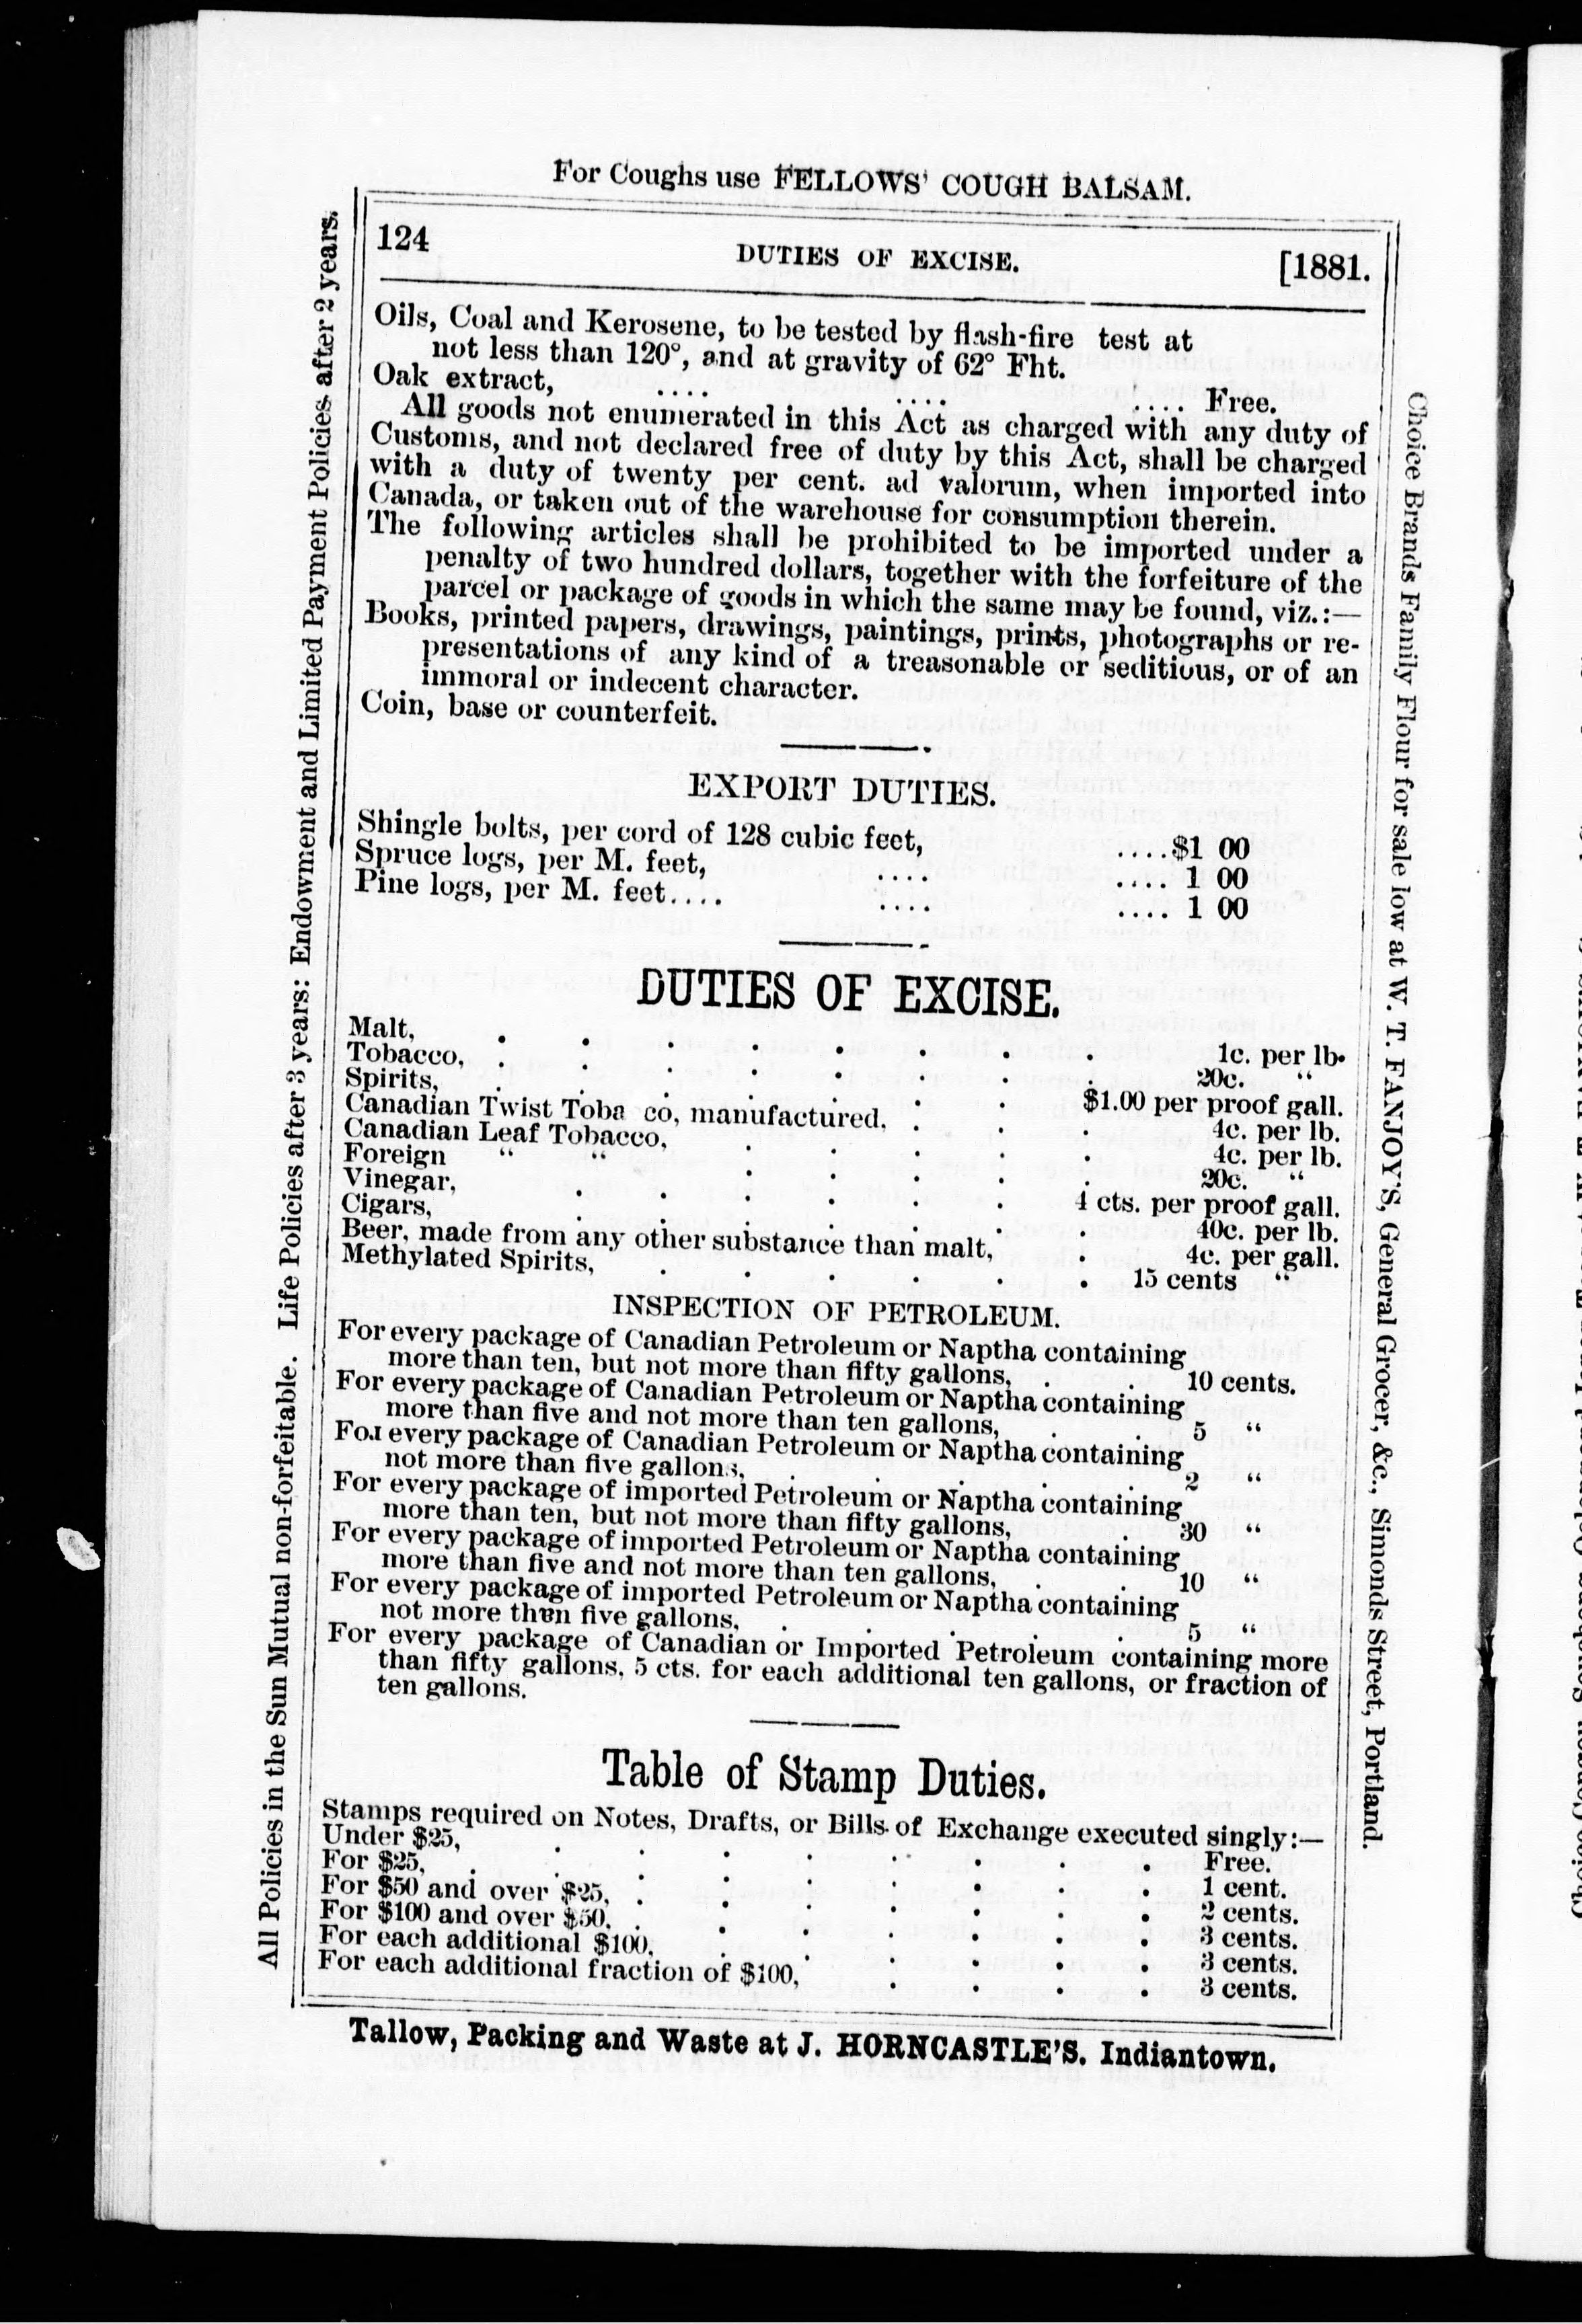 For Coughs use FELLOWS' COUGH BALSAM.
124
DUTIES OF EXCISE.
[1881.
Oils, Coal and Kerosene, to be tested by flash-fire test at
not less than 120°, and at gravity of 62° Fht.
Oak extract, .... .... .... Free.
All goods not enumerated in this Act as charged with any duty of
Customs, and not declared free of duty by this Act, shall be charged
with a duty of twenty per cent. ad valorum, when imported into
Canada, or taken out of the warehouse for consumption therein.
The following articles shall be prohibited to be imported under a
penalty of two hundred dollars, together with the forfeiture of the
parcel or package of goods in which the same may be found, viz.:—
Books, printed papers, drawings, paintings, prints, photographs or re-
presentations of any kind of a treasonable or seditious, or of an
immoral or indecent character.
Coin, base or counterfeit.
EXPORT DUTIES.
Shingle bolts, per cord of 128 cubic feet, ....$1 00
Spruce logs, per M. feet, .... .... 1 00
Pine logs, per M. feet.... .... .... 1 00
DUTIES OF EXCISE.
Malt, . . . . . . . . 1c. per lb.
Tobacco, . . . . . . . . 20c. "
Spirits, . . . . . . . $1.00 per proof gall.
Canadian Twist Toba co, manufactured, . . . 4c. per lb.
Canadian Leaf Tobacco, . . . . . 4c. per lb.
Foreign " " . . . . . 20c. "
Vinegar, . . . . . . 4 cts. per proof gall.
Cigars, . . . . . . . 40c. per lb.
Beer, made from any other substance than malt, . 4c. per gall.
Methylated Spirits, . . . . . . 15 cents "
INSPECTION OF PETROLEUM.
For every package of Canadian Petroleum or Naptha containing
more than ten, but not more than fifty gallons, . . 10 cents.
For every package of Canadian Petroleum or Naptha containing
more than five and not more than ten gallons, . . 5 "
For every package of Canadian Petroleum or Naptha containing
not more than five gallons, . . . . . 2 "
For every package of imported Petroleum or Naptha containing
more than ten, but not more than fifty gallons, . 30 "
For every package of imported Petroleum or Naptha containing
more than five and not more than ten gallons, . . 10 "
For every package of imported Petroleum or Naptha containing
not more then five gallons, . . . . . 5 "
For every package of Canadian or Imported Petroleum containing more
than fifty gallons, 5 cts. for each additional ten gallons, or fraction of
ten gallons.
Table of Stamp Duties.
Stamps required on Notes, Drafts, or Bills of Exchange executed singly:—
Under $25, . . . . . . . . Free.
For $25, . . . . . . . . 1 cent.
For $50 and over $25, . . . . . . . 2 cents.
For $100 and over $50, . . . . . . . 3 cents.
For each additional $100, . . . . . . 3 cents.
For each additional fraction of $100, . . . . 3 cents.
Tallow, Packing and Waste at J. HORNCASTLE'S, Indiantown.
All Policies in the Sun Mutual non-forfeitable. Life Policies after 3 years: Endowment and Limited Payment Policies after 2 years.
Choice Brands Family Flour for sale low at W. T. FANJOY'S, General Grocer, &c., Simonds Street, Portland.